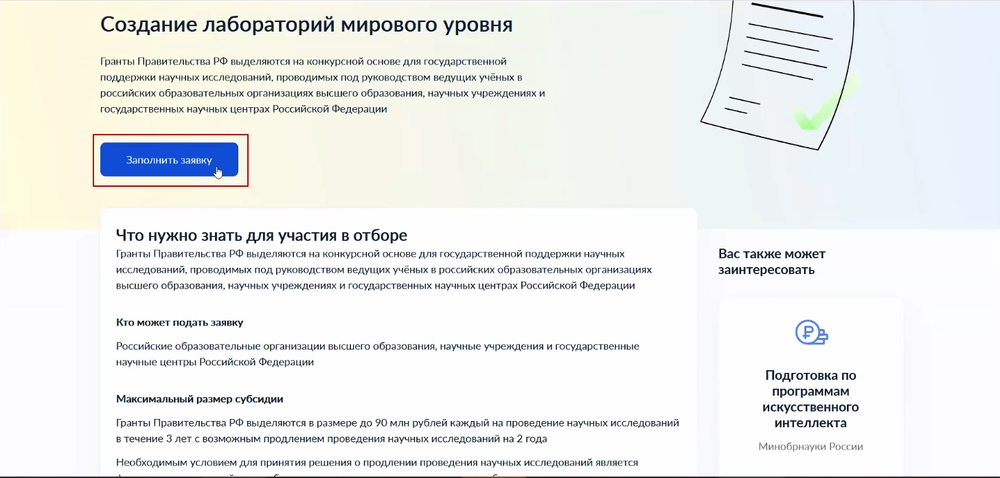 Создание лабораторий мирового уровня
Гранты Правительства РФ выделяются на конкурсной основе для государственной
поддержки научных исследований, проводимых под руководством ведущих учёных в
российских образовательных организациях высшего образования, научных учреждениях и
государственных научных центрах Российской Федерации
Заполнить заявку
Что нужно знать для участия в отборе
Гранты Правительства РФ выделяются на конкурсной основе для государственной поддержки научных
исследований, проводимых под руководством ведущих учёных в российских образовательных организациях
высшего образования, научных учреждениях и государственных научных центрах Российской Федерации
Кто может подать заявку
Российские образовательные организации высшего образования, научные учреждения и государственные
научные центры Российской Федерации
Максимальный размер субсидии
Гранты Правительства РФ выделяются в размере до 90 млн рублей каждый на проведение научных исследований
в течение 3 лет с возможным продлением проведения научных исследований на 2 года
Необходимым условием для принятия решения о продлении проведения научных исследований является
Вас также может
заинтересовать
Подготовка по
программам
искусственного
интеллекта
Минобрнауки России